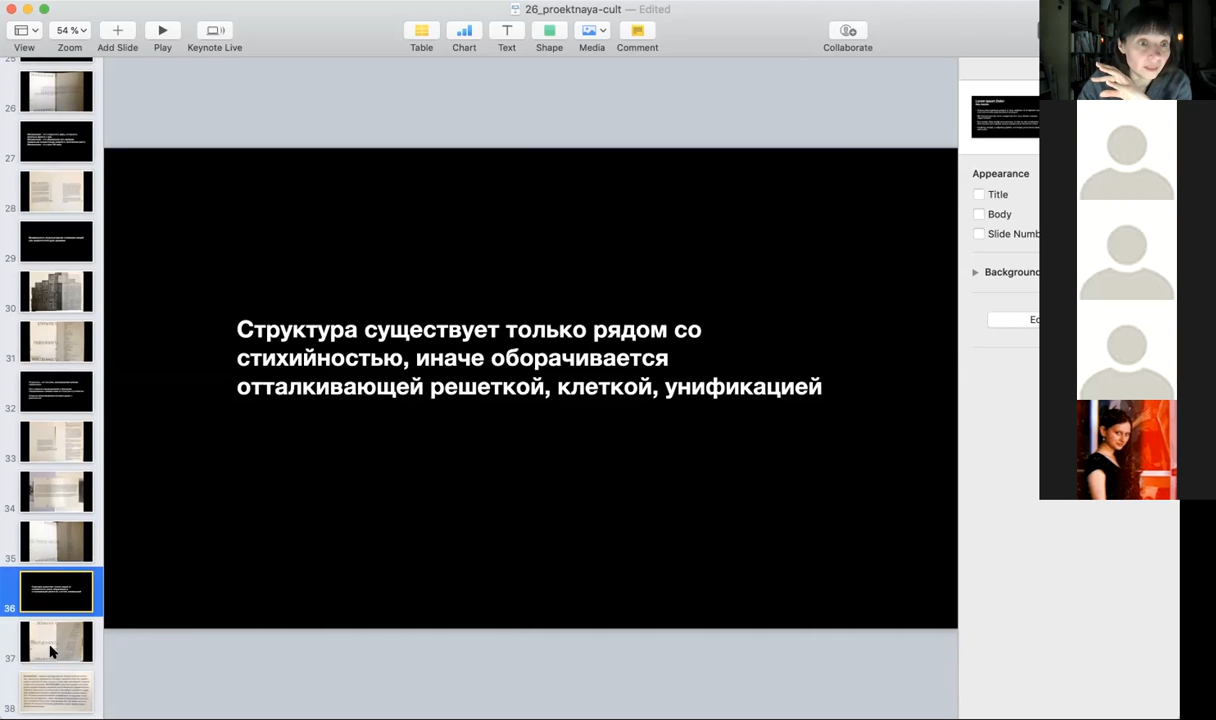 26_proektnaya-cult — Edited
54 %
View
Zoom
Add Slide
Play
Keynote Live
Table
Chart
Text
Shape
Media
Comment
Collaborate
26
27
28
29
30
31
32
33
34
35
36
37
38
Структура существует только рядом со
стихийностью, иначе оборачивается
отталкивающей решеткой, клеткой, унификацией
Appearance
Title
Body
Slide Numb
Background